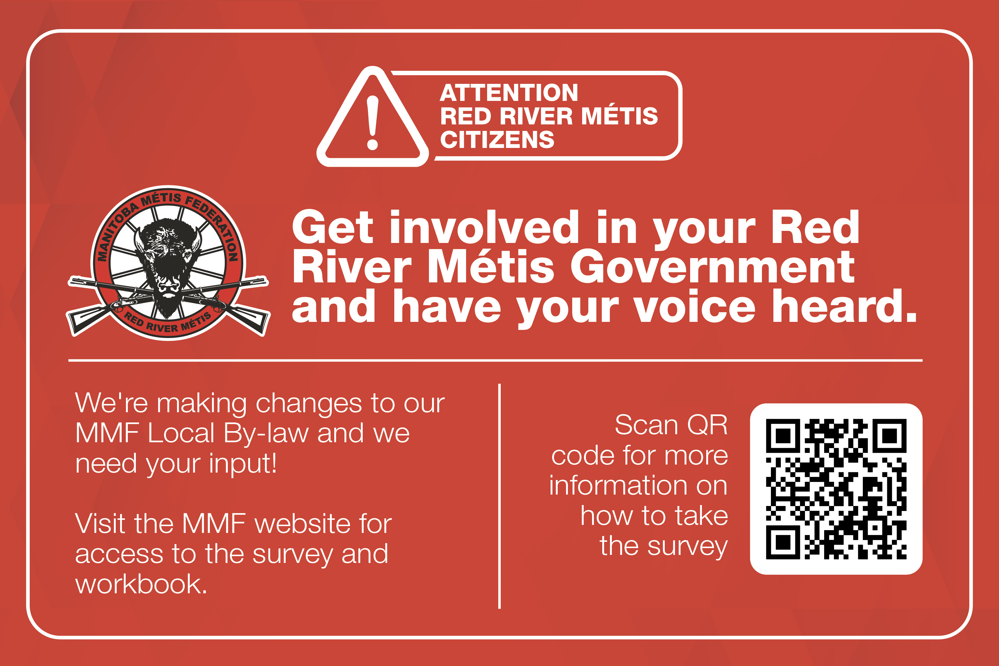 ATTENTION
RED RIVER MÉTIS
CITIZENS
MANITOBA MÉTIS FEDERATION
RED RIVER MÉTIS
Get involved in your Red
River Métis Government
and have your voice heard.
We're making changes to our
MMF Local By-law and we
need your input!
Visit the MMF website for
access to the survey and
workbook.
Scan QR
code for more
information on
how to take
the survey